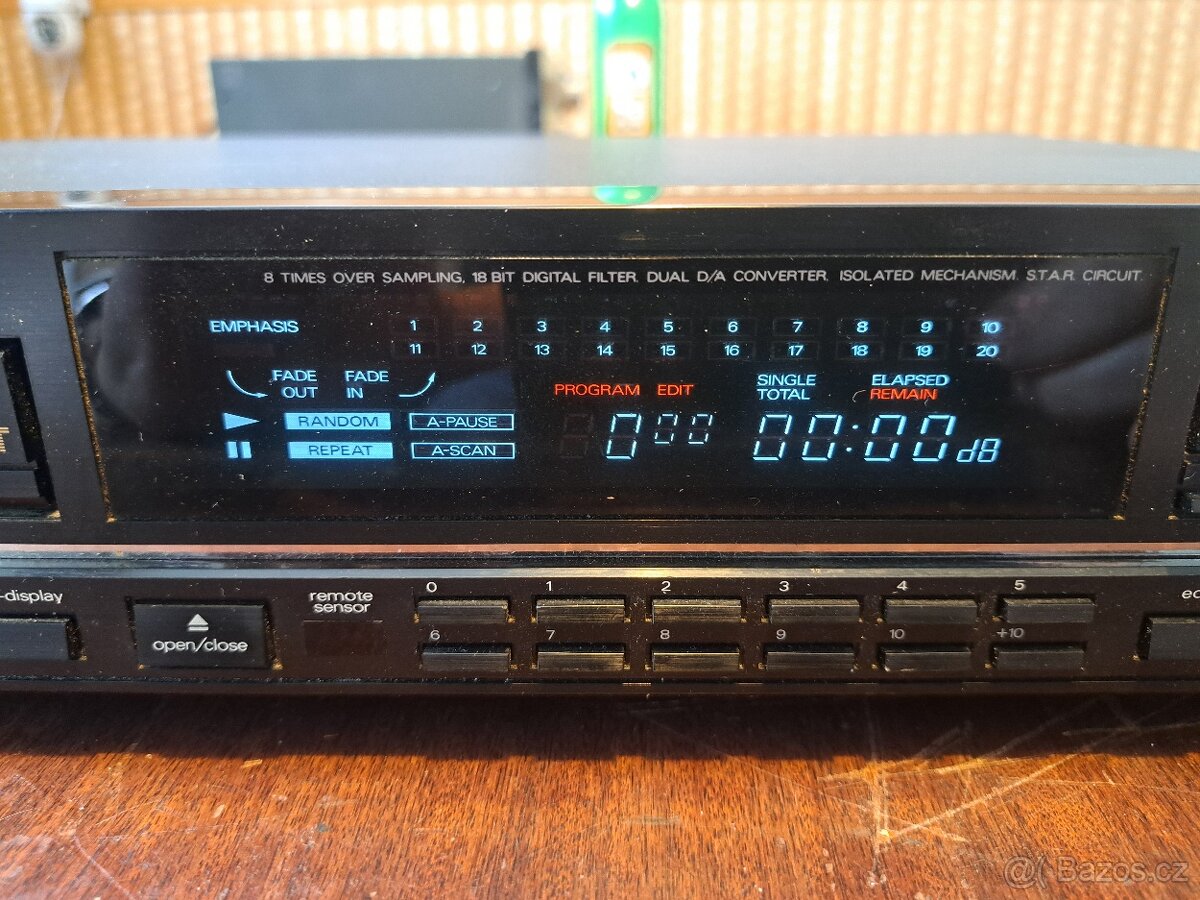 8 TIMES OVER SAMPLING, 18 BIT DIGITAL FILTER. DUAL D/A CONVERTER. ISOLATED MECHANISM. S.T.A.R. CIRCUIT.
EMPHASIS 1 2 3 4 5 6 7 8 9 10
11 12 13 14 15 16 17 18 19 20
FADE OUT FADE IN PROGRAM EDIT SINGLE TOTAL ELAPSED REMAIN
RANDOM A-PAUSE 0 00 00:00 dB
REPEAT A-SCAN
-display
open/close
remote
sensor
0 1 2 3 4 5
6 7 8 9 10 +10
@( Bazos.cz